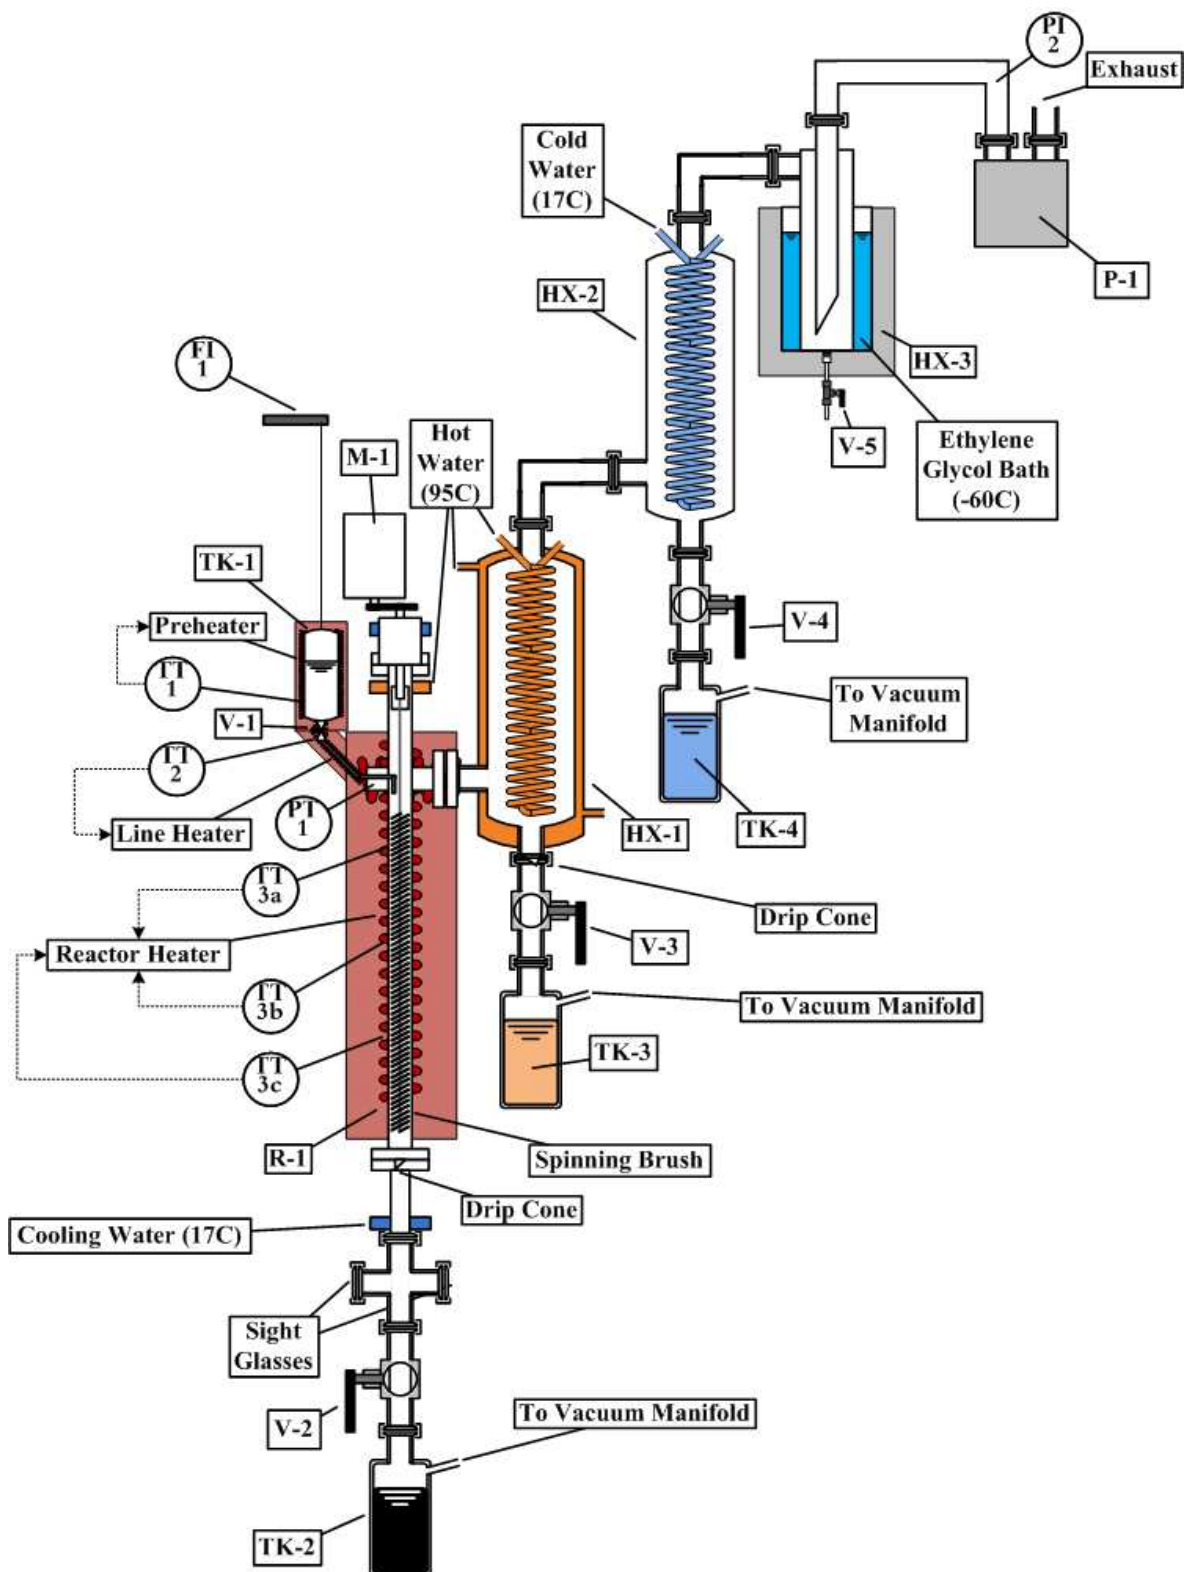 PI
2
Exhaust
Cold
Water
(17C)
P-1
HX-2
HX-3
FI
1
V-5
Ethylene
Glycol Bath
(-60C)
Hot
Water
(95C)
M-1
TK-1
Preheater
V-4
TT
1
To Vacuum
Manifold
V-1
TT
2
PT
1
Line Heater
HX-1
TK-4
TT
3a
Drip Cone
Reactor Heater
V-3
TT
3b
To Vacuum Manifold
TK-3
TT
3c
R-1
Spinning Brush
Drip Cone
Cooling Water (17C)
Sight
Glasses
To Vacuum Manifold
V-2
TK-2